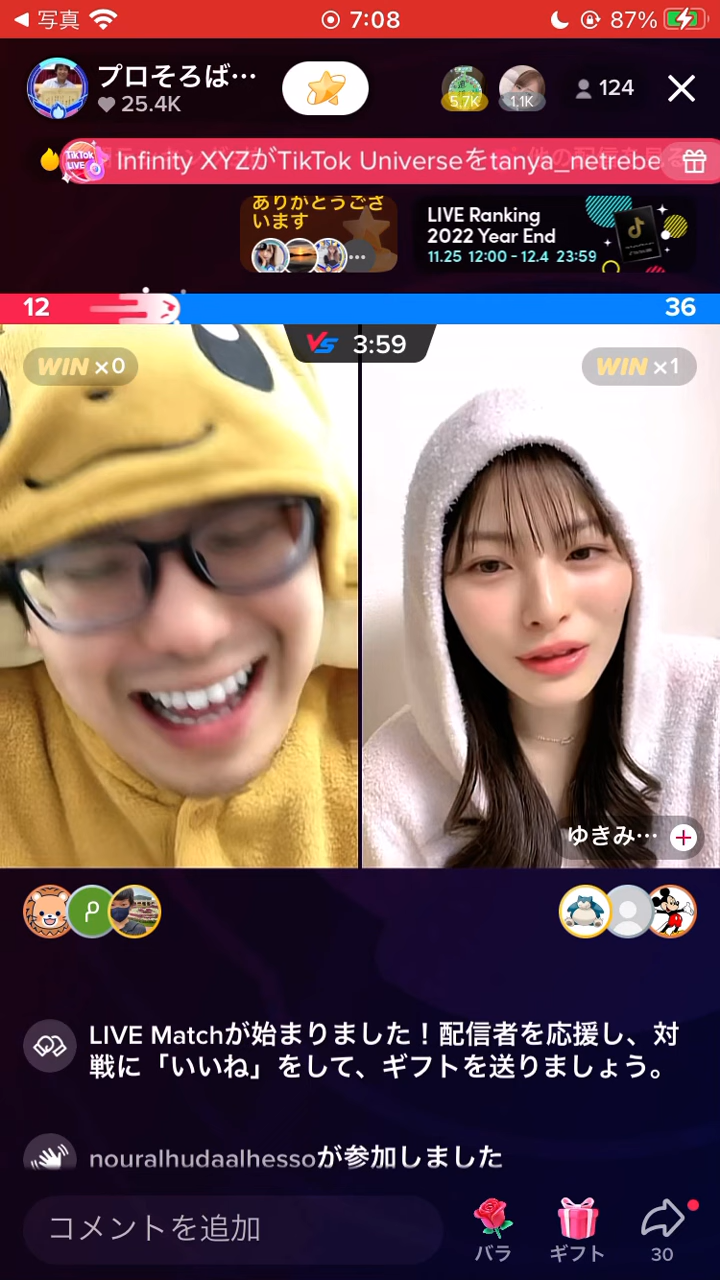 写真
7:08
87%
プロそろば…
25.4K
5.7K
1.1K
124
TikTok LIVE
Infinity XYZがTikTok Universeをtanya_netrebe
ありがとうござ
います
LIVE Ranking
2022 Year End
11.25 12:00 - 12.4 23:59
12
36
WIN ×0
VS 3:59
WIN ×1
ゆきみ…
LIVE Matchが始まりました！配信者を応援し、対
戦に「いいね」をして、ギフトを送りましょう。
nouralhudaalhessoが参加しました
コメントを追加
バラ
ギフト
30